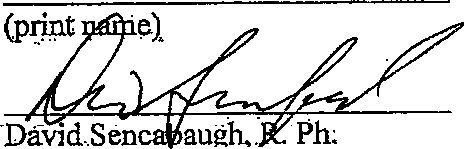 (print name)
David Sencabaugh, R. Ph.